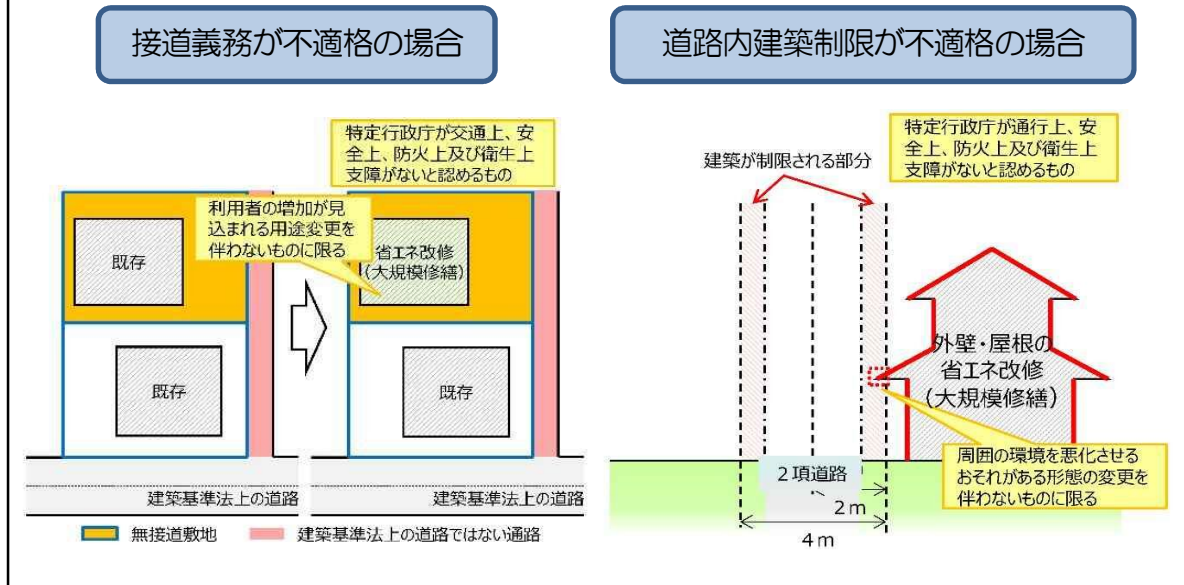 接道義務が不適格の場合
特定行政庁が交通上、安
全上、防火上及び衛生上
支障がないと認めるもの
利用者の増加が見
込まれる用途変更を
伴わないものに限る
既存
省エネ改修
(大規模修繕)
既存
既存
建築基準法上の道路
建築基準法上の道路
無接道敷地
建築基準法上の道路ではない通路
道路内建築制限が不適格の場合
特定行政庁が通行上、安
全上、防火上及び衛生上
支障がないと認めるもの
建築が制限される部分
外壁・屋根の
省エネ改修
(大規模修繕)
周囲の環境を悪化させる
おそれがある形態の変更を
伴わないものに限る
2項道路
2m
4m